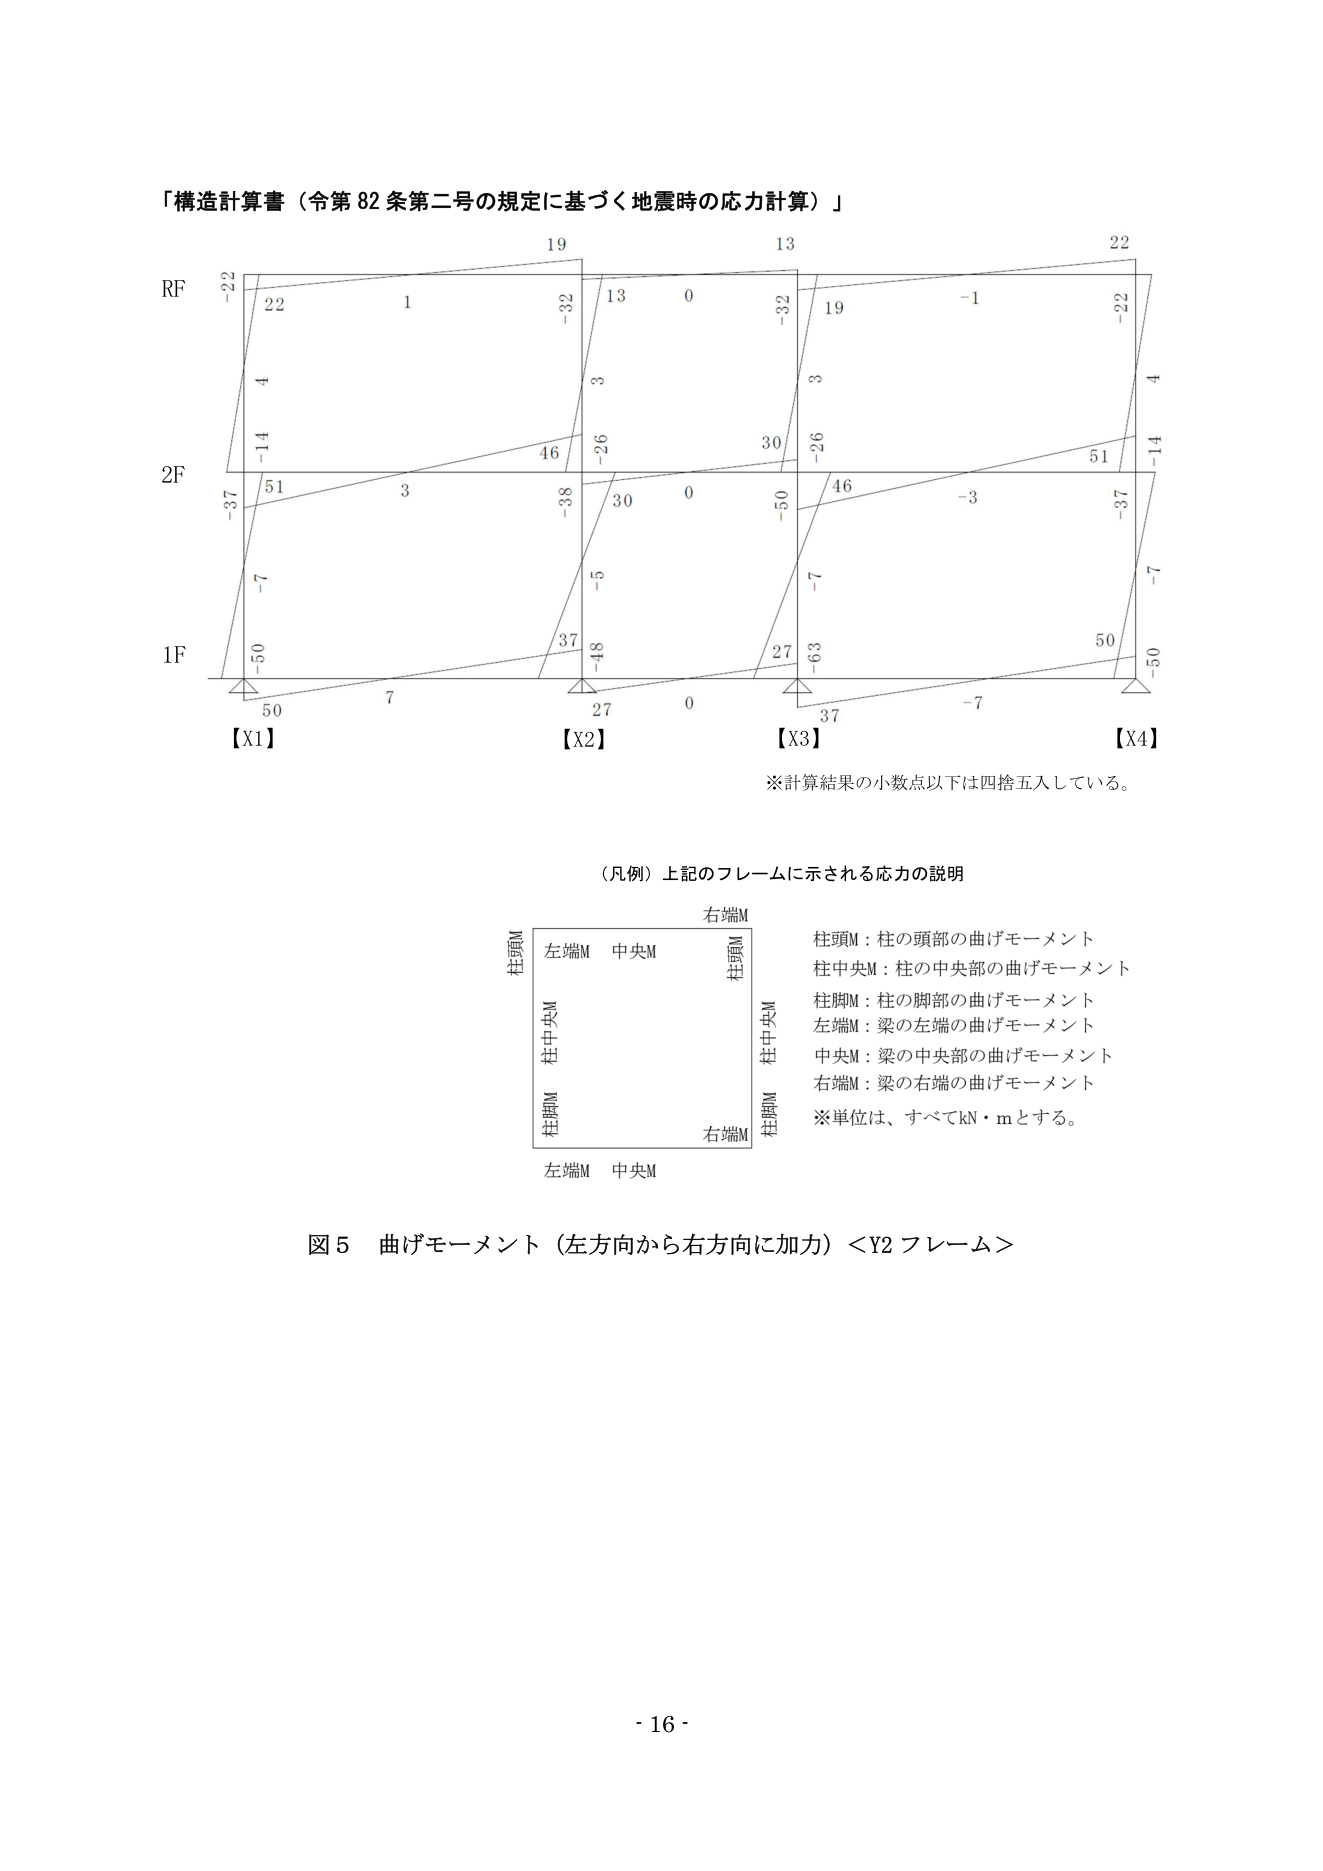 「構造計算書（令第 82 条第二号の規定に基づく地震時の応力計算）」
19 13 22
RF -22 22 1 -32 13 0 -32 19 -1 -22
4 3 3 4
-14 46 -26 30 -26 51 -14
2F -37 51 3 -38 30 0 -50 46 -3 -37
-7 -5 -7 -7
1F -50 37 -48 27 -63 50 -50
50 7 27 0 37 -7
【X1】 【X2】 【X3】 【X4】
※計算結果の小数点以下は四捨五入している。
（凡例）上記のフレームに示される応力の説明
右端M
柱頭M 左端M 中央M 柱頭M
柱中央M 柱中央M
柱脚M 右端M 柱脚M
左端M 中央M
柱頭M：柱の頭部の曲げモーメント
柱中央M：柱の中央部の曲げモーメント
柱脚M：柱の脚部の曲げモーメント
左端M：梁の左端の曲げモーメント
中央M：梁の中央部の曲げモーメント
右端M：梁の右端の曲げモーメント
※単位は、すべてkN・mとする。
図５ 曲げモーメント（左方向から右方向に加力）＜Y2 フレーム＞
- 16 -